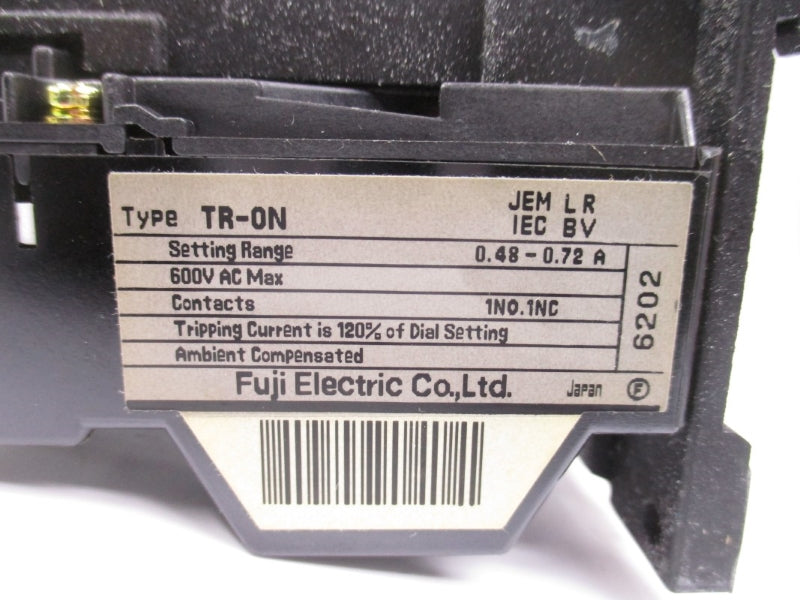 Type TR-0N JEM LR
IEC BV
Setting Range 0.48-0.72 A
600V AC Max
Contacts 1NO.1NC
Tripping Current is 120% of Dial Setting
Ambient Compensated
6202
Fuji Electric Co.,Ltd. Japan F